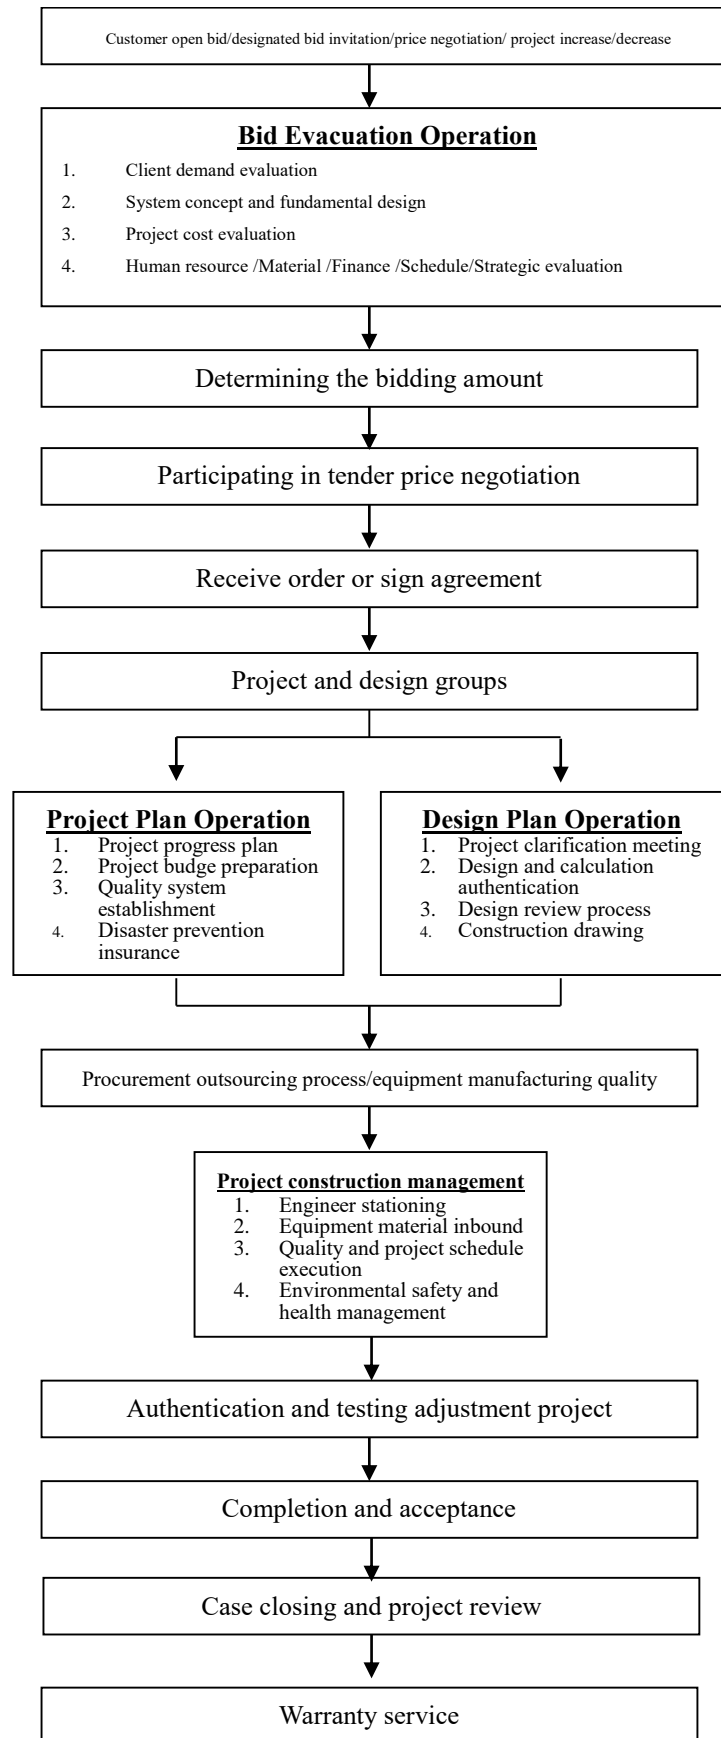 Customer open bid/designated bid invitation/price negotiation/ project increase/decrease
Bid Evacuation Operation
1. Client demand evaluation
2. System concept and fundamental design
3. Project cost evaluation
4. Human resource /Material /Finance /Schedule/Strategic evaluation
Determining the bidding amount
Participating in tender price negotiation
Receive order or sign agreement
Project and design groups
Project Plan Operation
1. Project progress plan
2. Project budge preparation
3. Quality system
establishment
4. Disaster prevention
insurance
Design Plan Operation
1. Project clarification meeting
2. Design and calculation
authentication
3. Design review process
4. Construction drawing
Procurement outsourcing process/equipment manufacturing quality
Project construction management
1. Engineer stationing
2. Equipment material inbound
3. Quality and project schedule
execution
4. Environmental safety and
health management
Authentication and testing adjustment project
Completion and acceptance
Case closing and project review
Warranty service